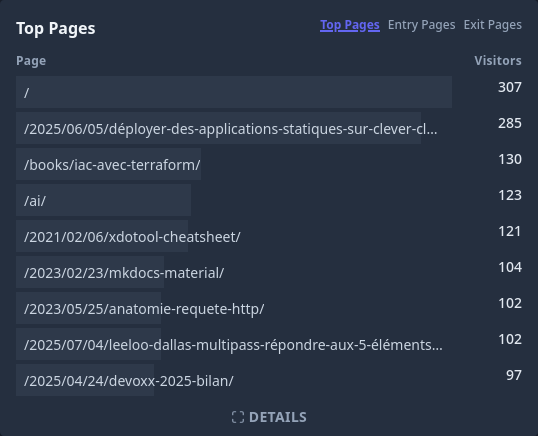 Top Pages
Top Pages Entry Pages Exit Pages
Page Visitors
/ 307
/2025/06/05/déployer-des-applications-statiques-sur-clever-cl... 285
/books/iac-avec-terraform/ 130
/ai/ 123
/2021/02/06/xdotool-cheatsheet/ 121
/2023/02/23/mkdocs-material/ 104
/2023/05/25/anatomie-requete-http/ 102
/2025/07/04/leeloo-dallas-multipass-répondre-aux-5-éléments... 102
/2025/04/24/devoxx-2025-bilan/ 97
DETAILS